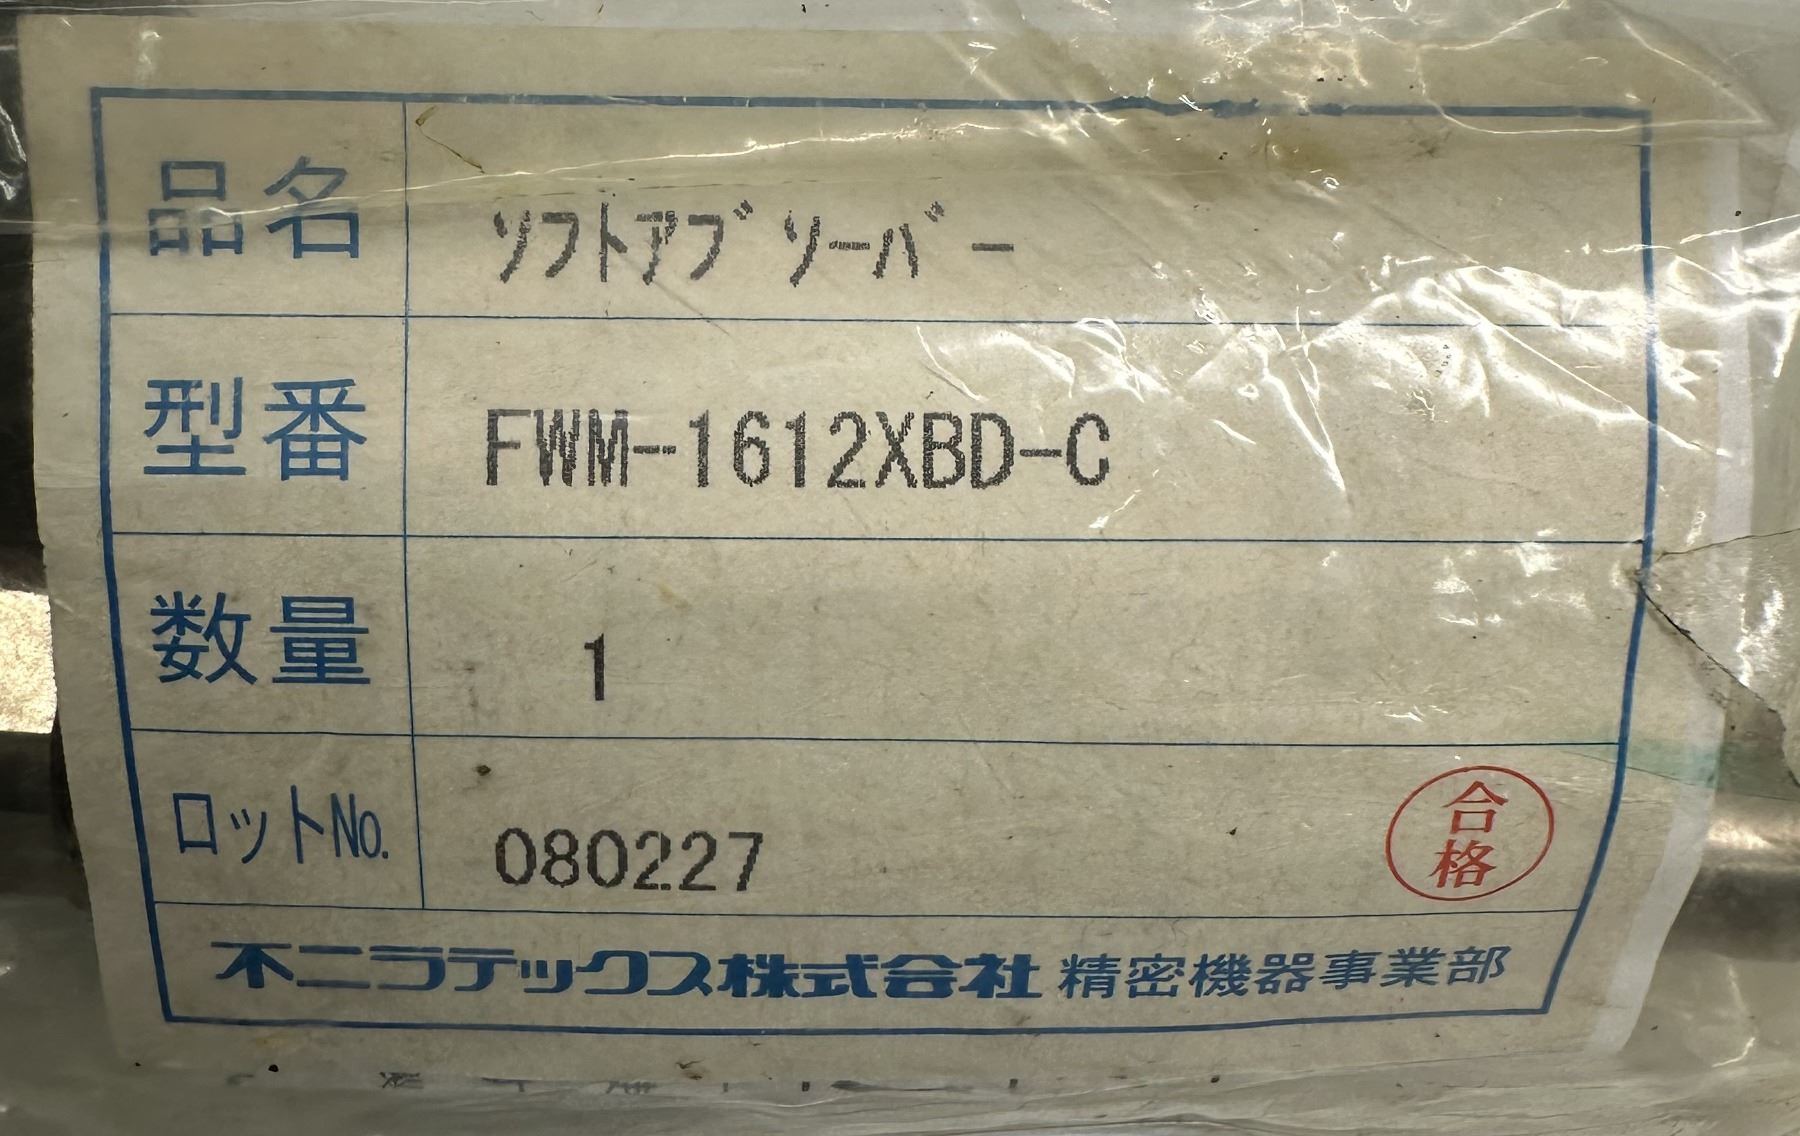 品名 ソフトアブソーバー
型番 FWM-1612XBD-C
数量 1
ロットNo. 080227
合格
不二ラテックス株式会社 精密機器事業部